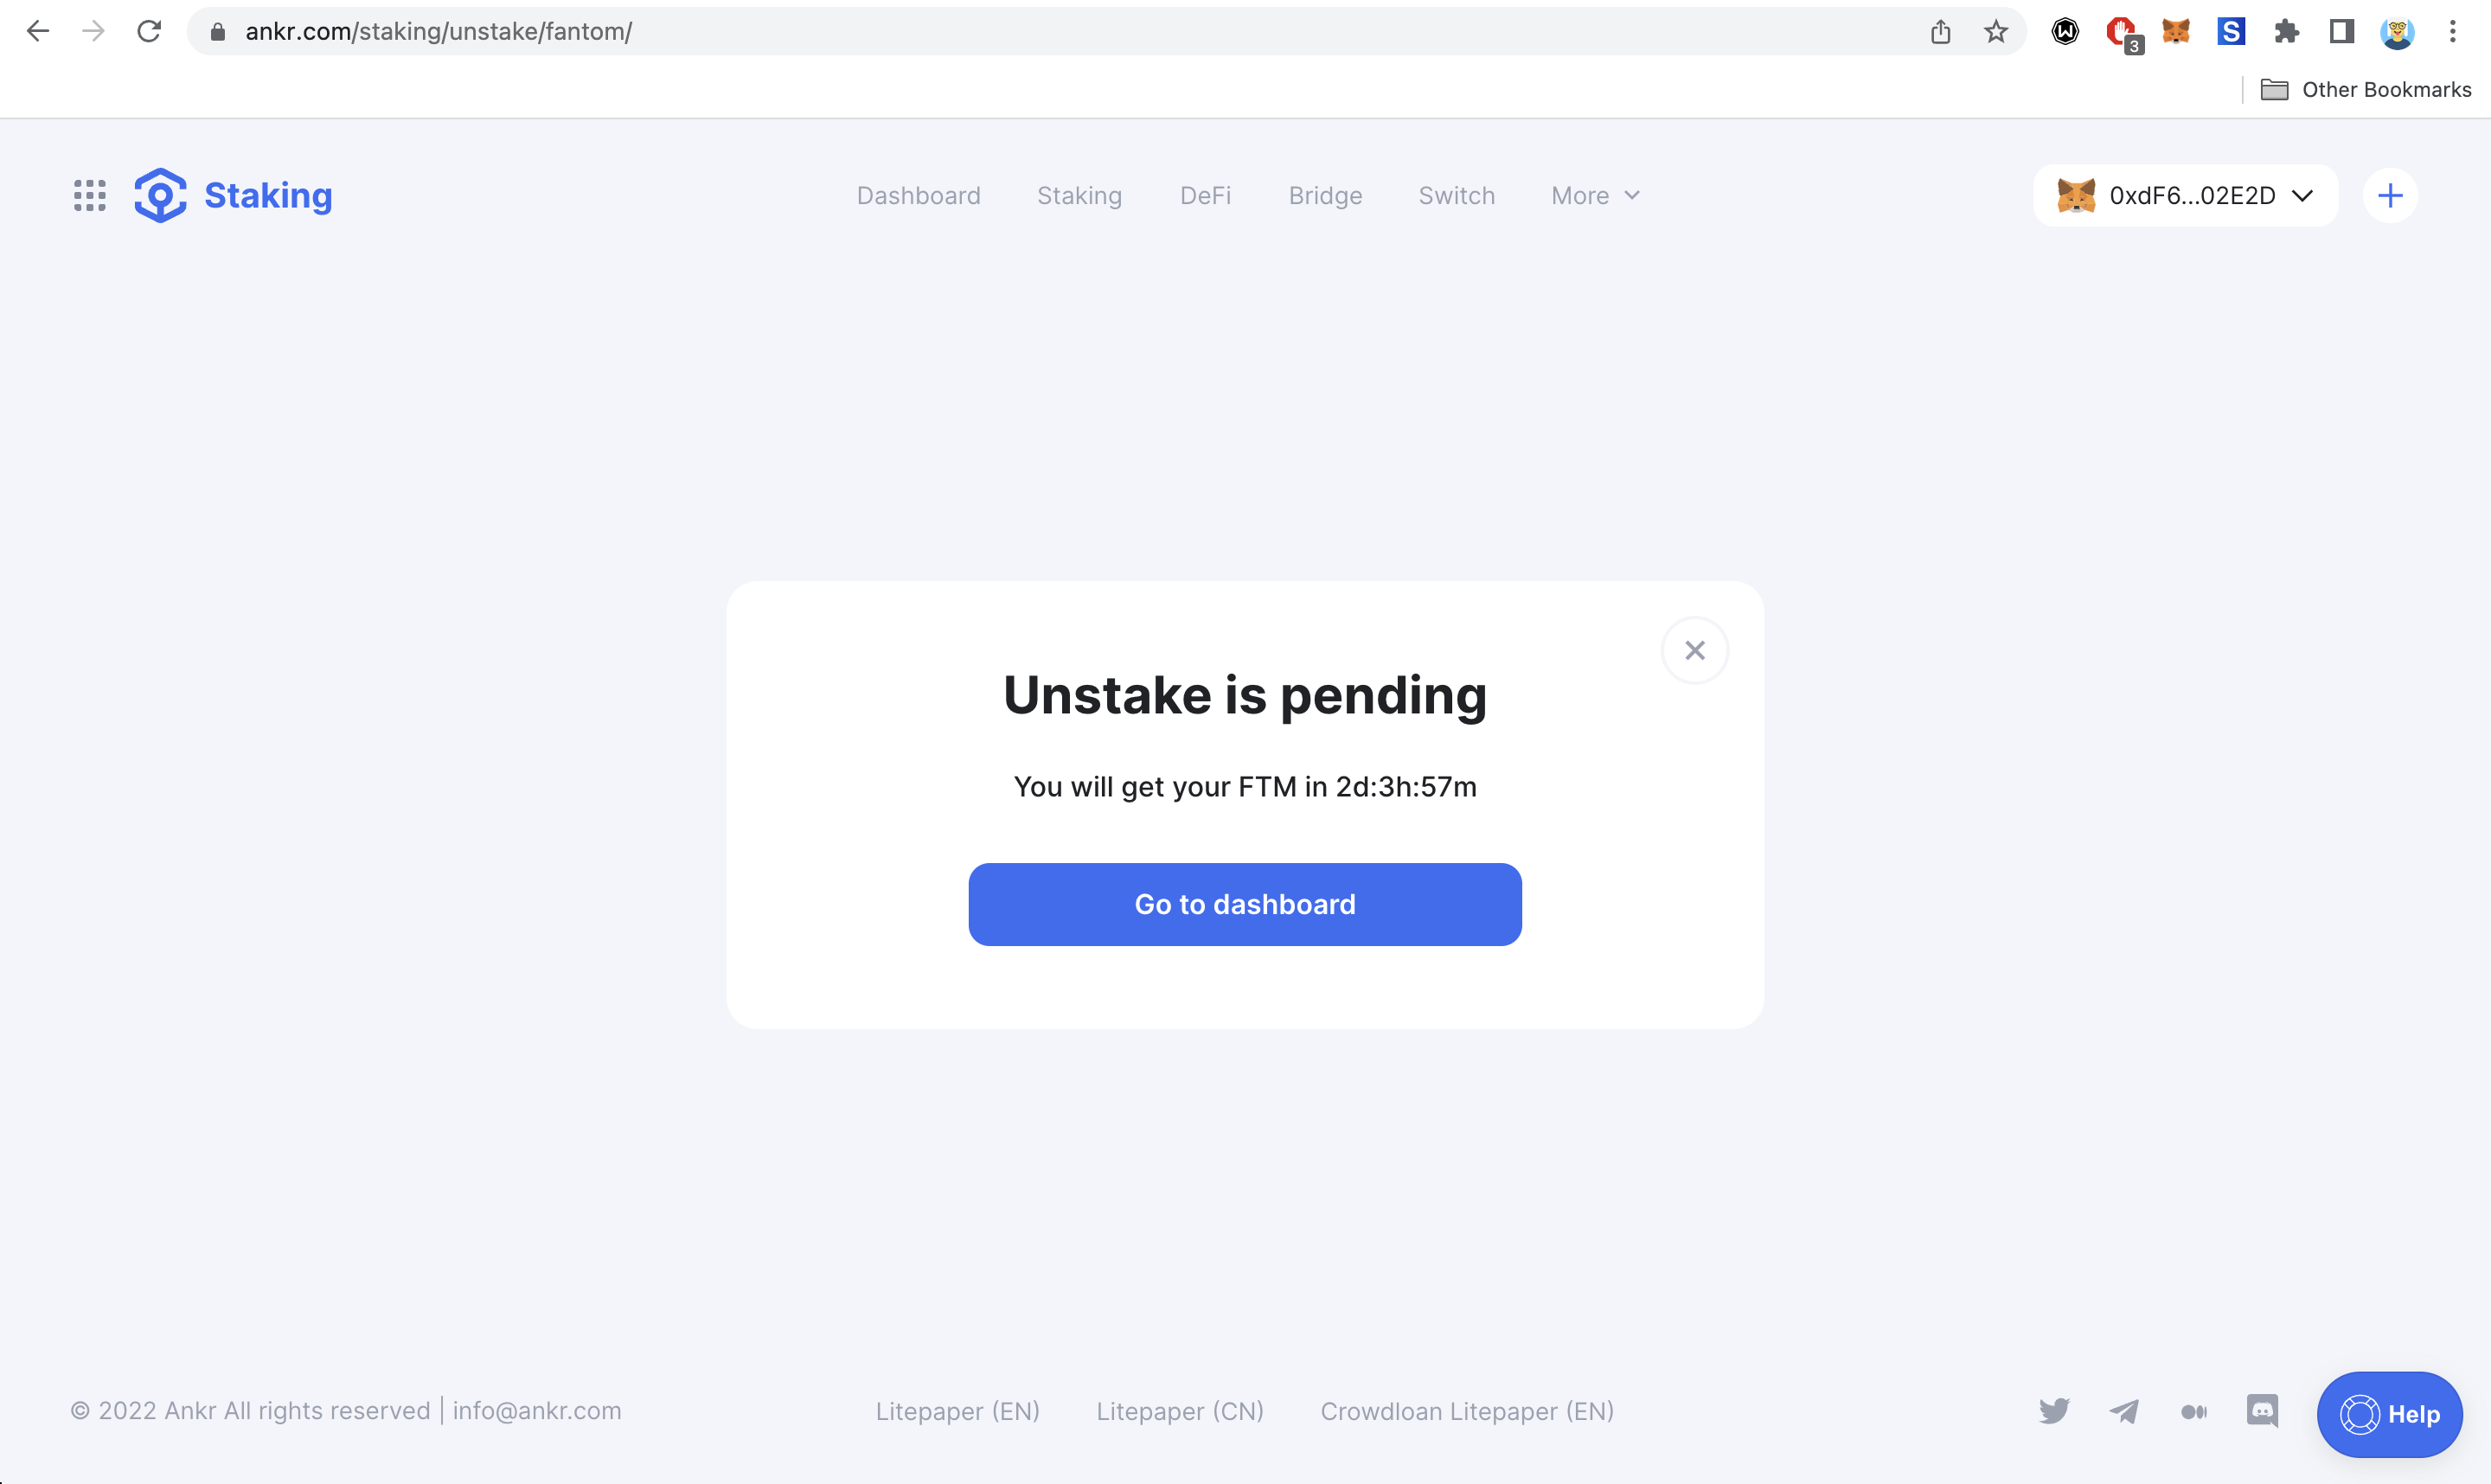 ankr.com/staking/unstake/fantom/
3
S
Other Bookmarks
Staking
Dashboard
Staking
DeFi
Bridge
Switch
More
0xdF6...02E2D
Unstake is pending
You will get your FTM in 2d:3h:57m
Go to dashboard
© 2022 Ankr All rights reserved | info@ankr.com
Litepaper (EN)
Litepaper (CN)
Crowdloan Litepaper (EN)
Help